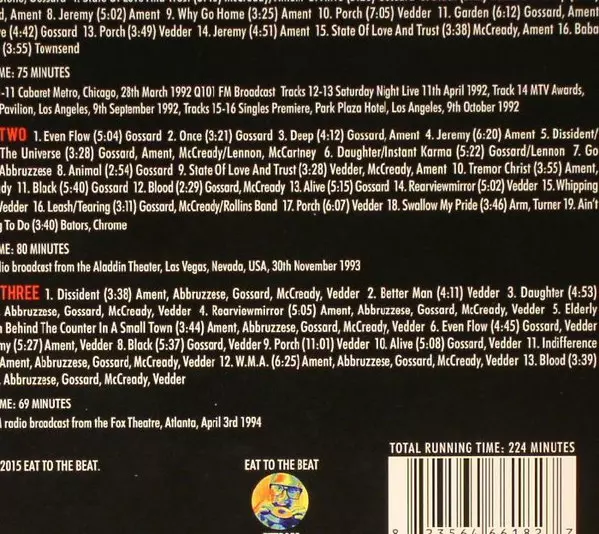 d, Ament 8. Jeremy (5:02) Ament 9. Why Go Home (3:25) Ament 10. Porch (7:05) Vedder 11. Garden (6:12) Gossard, Ament
ve (4:42) Gossard 13. Porch (3:49) Vedder 14. Jeremy (4:51) Ament 15. State Of Love And Trust (3:38) McCready, Ament 16. Baba
(3:55) Townsend
ME: 75 MINUTES
-11 Cabaret Metro, Chicago, 28th March 1992 Q101 FM Broadcast Tracks 12-13 Saturday Night Live 11th April 1992, Track 14 MTV Awards,
Pavilion, Los Angeles, 9th September 1992, Tracks 15-16 Singles Premiere, Park Plaza Hotel, Los Angeles, 9th October 1992
TWO 1. Even Flow (5:04) Gossard 2. Once (3:21) Gossard 3. Deep (4:12) Gossard, Ament 4. Jeremy (6:20) Ament 5. Dissident/
The Universe (3:28) Gossard, Ament, McCready/Lennon, McCartney 6. Daughter/Instant Karma (5:22) Gossard/Lennon 7. Go
Abbruzzese 8. Animal (2:54) Gossard 9. State Of Love And Trust (3:28) Vedder, McCready, Ament 10. Tremor Christ (3:55) Ament,
dy 11. Black (5:40) Gossard 12. Blood (2:29) Gossard, McCready 13. Alive (5:15) Gossard 14. Rearviewmirror (5:02) Vedder 15. Whipping
Vedder 16. Leash/Tearing (3:11) Gossard, McCready/Rollins Band 17. Porch (6:07) Vedder 18. Swallow My Pride (3:46) Arm, Turner 19. Ain't
g To Do (3:40) Bators, Chrome
ME: 80 MINUTES
dio broadcast from the Aladdin Theater, Las Vegas, Nevada, USA, 30th November 1993
THREE 1. Dissident (3:38) Ament, Abbruzzese, Gossard, McCready, Vedder 2. Better Man (4:11) Vedder 3. Daughter (4:53)
, Abbruzzese, Gossard, McCready, Vedder 4. Rearviewmirror (5:05) Ament, Abbruzzese, Gossard, McCready, Vedder 5. Elderly
n Behind The Counter In A Small Town (3:44) Ament, Abbruzzese, Gossard, McCready, Vedder 6. Even Flow (4:45) Gossard, Vedder
my (5:27) Ament, Vedder 8. Black (5:37) Gossard, Vedder 9. Porch (11:01) Vedder 10. Alive (5:08) Gossard, Vedder 11. Indifference
Ament, Abbruzzese, Gossard, McCready, Vedder 12. W.M.A. (6:25) Ament, Abbruzzese, Gossard, McCready, Vedder 13. Blood (3:39)
, Abbruzzese, Gossard, McCready, Vedder
ME: 69 MINUTES
radio broadcast from the Fox Theatre, Atlanta, April 3rd 1994
TOTAL RUNNING TIME: 224 MINUTES
2015 EAT TO THE BEAT.
EAT TO THE BEAT
8 23564 66182 7